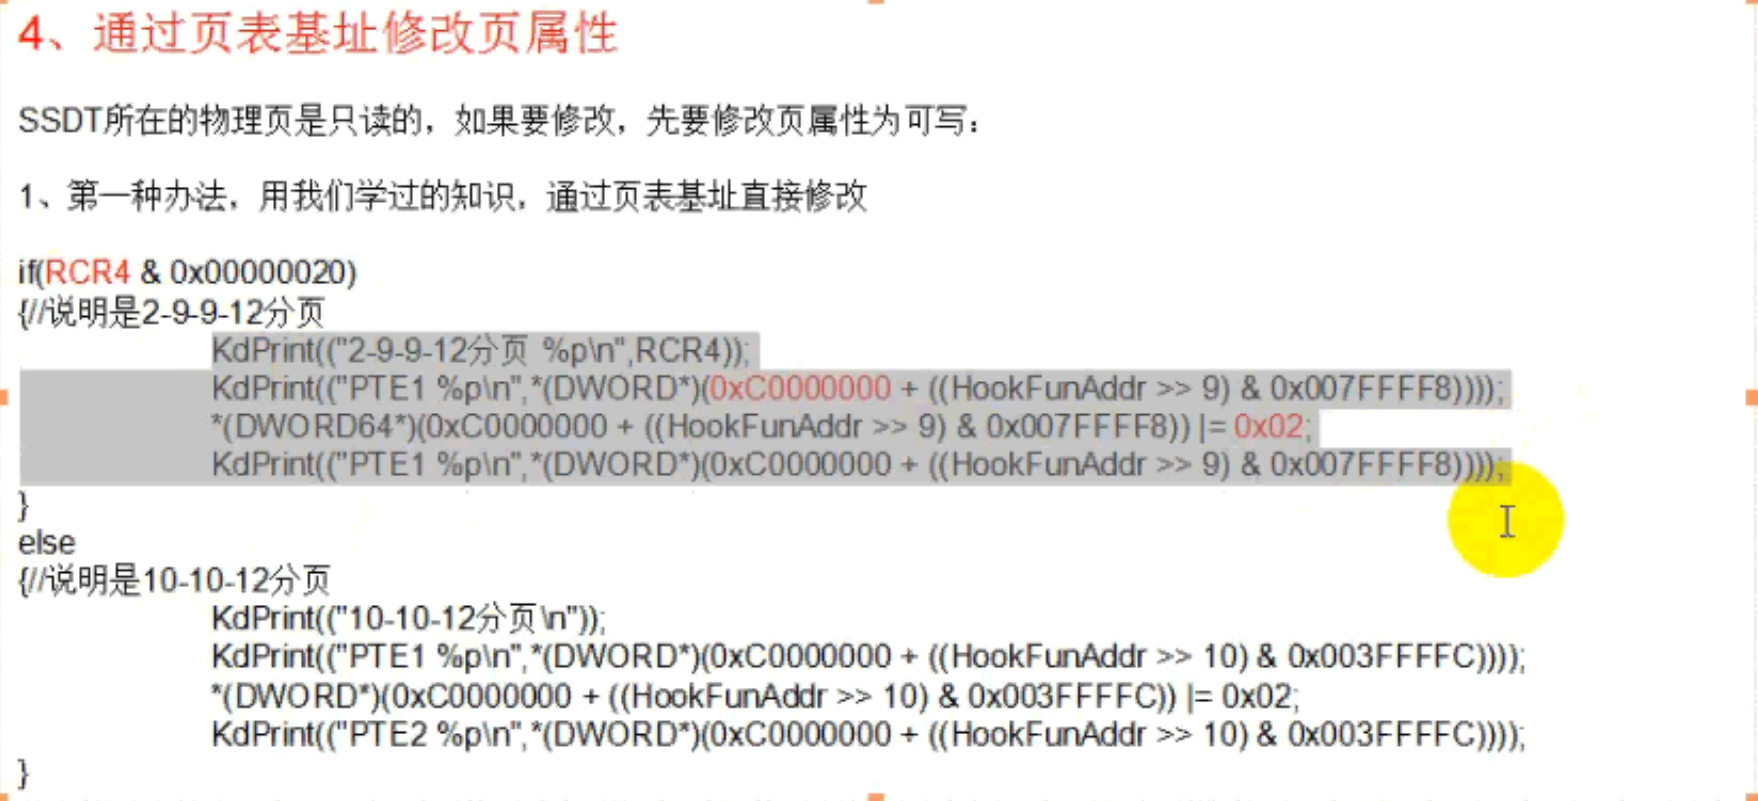 4、通过页表基址修改页属性
SSDT所在的物理页是只读的，如果要修改，先要修改页属性为可写：
1、第一种办法，用我们学过的知识，通过页表基址直接修改
if(RCR4 & 0x00000020)
{//说明是2-9-9-12分页
KdPrint(("2-9-9-12分页 %p\n",RCR4));
KdPrint(("PTE1 %p\n",*(DWORD*)(0xC0000000 + ((HookFunAddr >> 9) & 0x007FFFF8))));
*(DWORD64*)(0xC0000000 + ((HookFunAddr >> 9) & 0x007FFFF8)) |= 0x02;
KdPrint(("PTE1 %p\n",*(DWORD*)(0xC0000000 + ((HookFunAddr >> 9) & 0x007FFFF8))));
}
else
{//说明是10-10-12分页
KdPrint(("10-10-12分页\n"));
KdPrint(("PTE1 %p\n",*(DWORD*)(0xC0000000 + ((HookFunAddr >> 10) & 0x003FFFFC))));
*(DWORD*)(0xC0000000 + ((HookFunAddr >> 10) & 0x003FFFFC)) |= 0x02;
KdPrint(("PTE2 %p\n",*(DWORD*)(0xC0000000 + ((HookFunAddr >> 10) & 0x003FFFFC))));
}